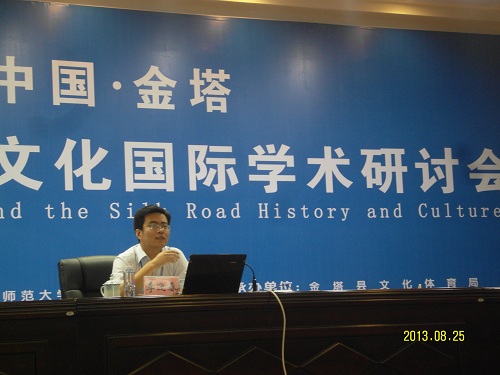 中国·金塔
文化国际学术研讨会
nd the Silk Road History and Culture
师范大 承办单位：金塔县文化，体育局
2013.08.25